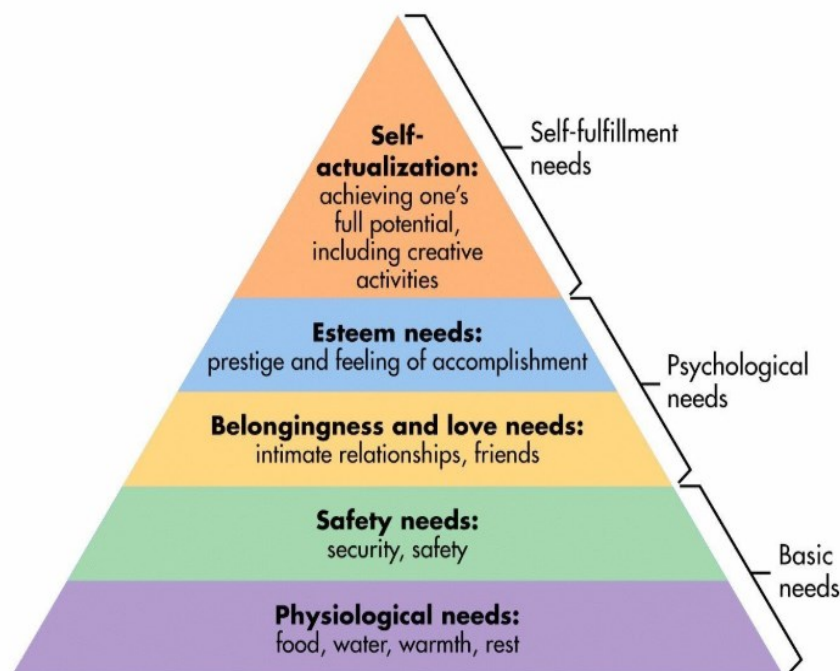 Self-
actualization:
achieving one's
full potential,
including creative
activities
Self-fulfillment
needs
Esteem needs:
prestige and feeling of accomplishment
Psychological
needs
Belongingness and love needs:
intimate relationships, friends
Safety needs:
security, safety
Basic
needs
Physiological needs:
food, water, warmth, rest